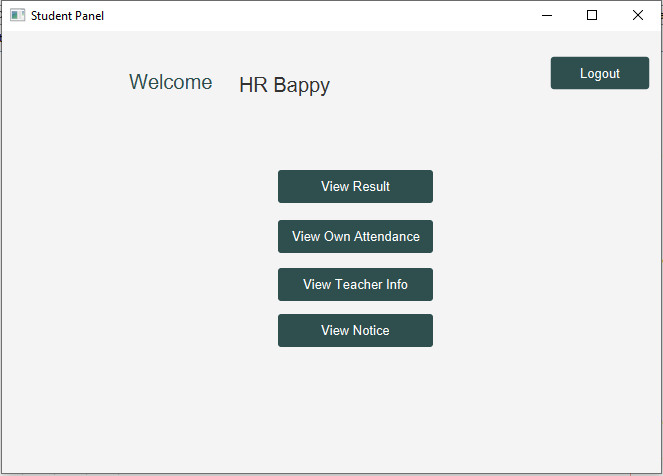 Student Panel
Logout
Welcome HR Bappy
View Result
View Own Attendance
View Teacher Info
View Notice